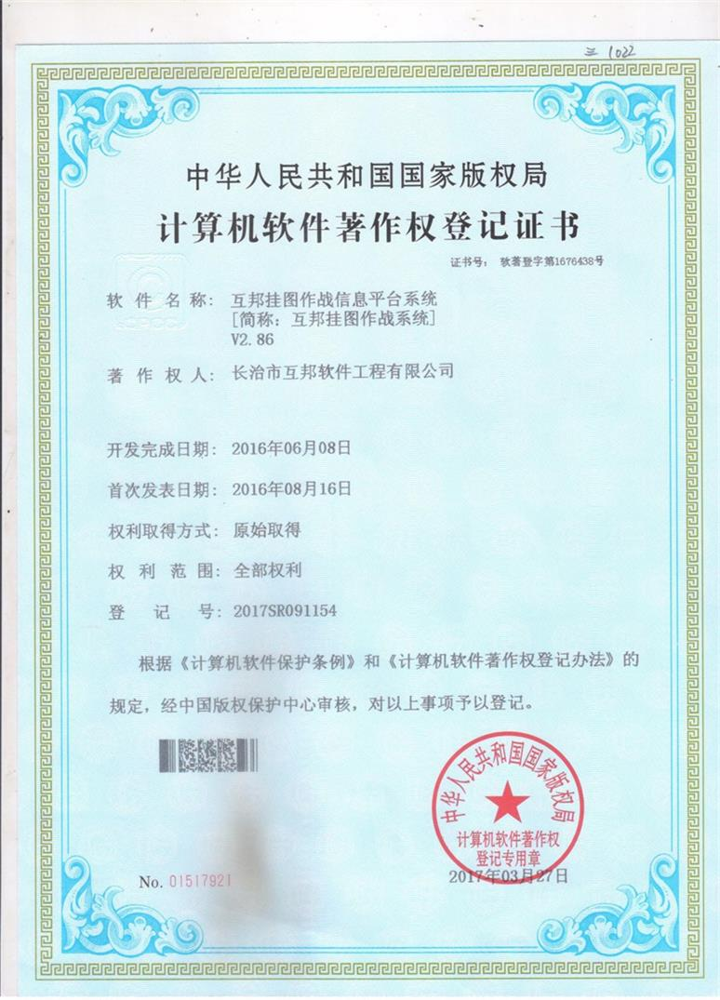 三 1022
中华人民共和国国家版权局
计算机软件著作权登记证书
证书号： 软著登字第1676438号
软件名称： 互邦挂图作战信息平台系统
[简称：互邦挂图作战系统]
V2.86
著作权人： 长治市互邦软件工程有限公司
开发完成日期： 2016年06月08日
首次发表日期： 2016年08月16日
权利取得方式： 原始取得
权利范围： 全部权利
登记号： 2017SR091154
根据《计算机软件保护条例》和《计算机软件著作权登记办法》的
规定，经中国版权保护中心审核，对以上事项予以登记。
中华人民共和国国家版权局
计算机软件著作权
登记专用章
2017年03月27日
No. 01517921